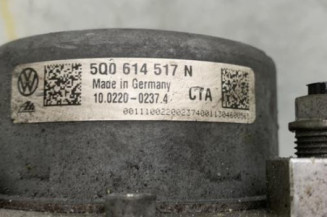 5Q0 614 517 N
Made in Germany
10.0220-0237.4
CTA